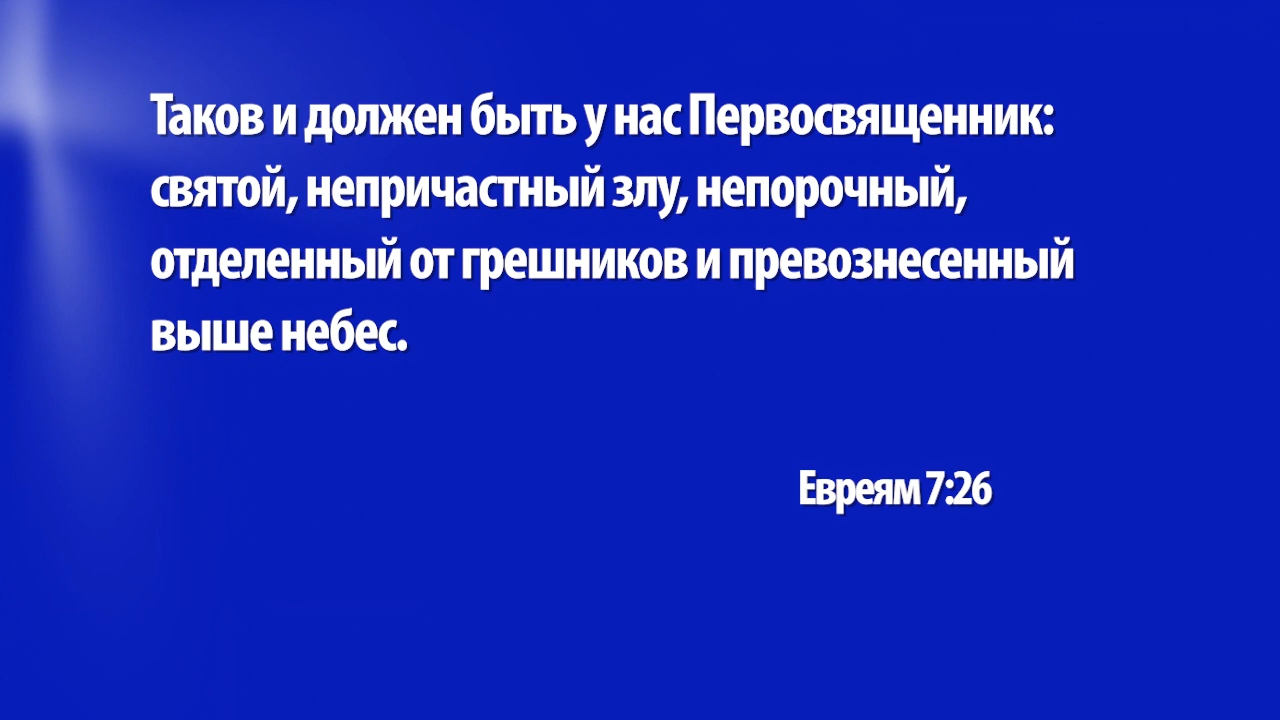 Таков и должен быть у нас Первосвященник:
святой, непричастный злу, непорочный,
отделенный от грешников и превознесенный
выше небес.
Евреям 7:26